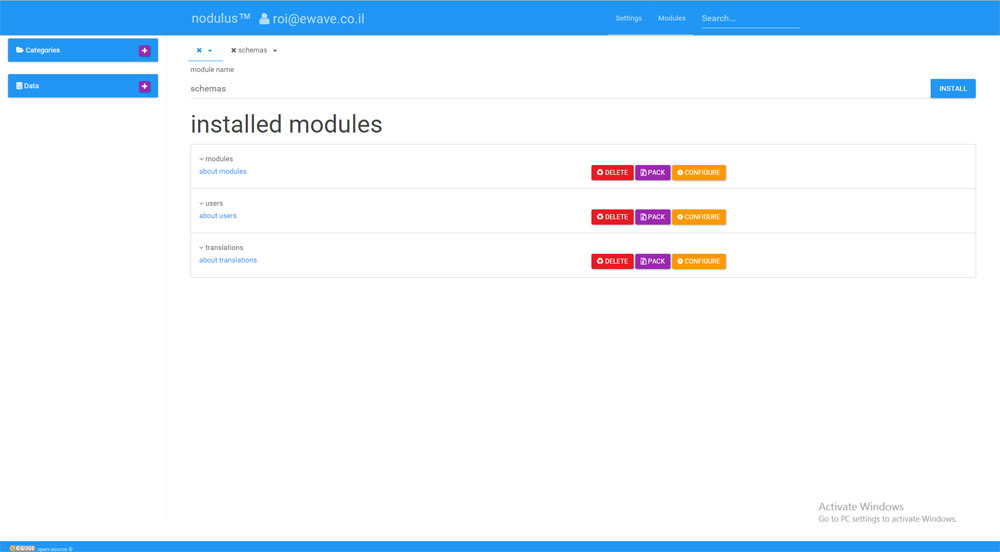 nodulus™ roi@ewave.co.il
Settings Modules Search...
Categories
Data
schemas
module name
schemas
INSTALL
installed modules
modules
about modules
DELETE PACK CONFIGURE
users
about users
DELETE PACK CONFIGURE
translations
about translations
DELETE PACK CONFIGURE
Activate Windows
Go to PC settings to activate Windows.
ewave open-source ©